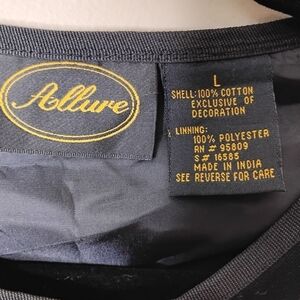 Allure
L
SHELL:100% COTTON
EXCLUSIVE OF
DECORATION
LINNING:
100% POLYESTER
RN # 95809
S # 16585
MADE IN INDIA
SEE REVERSE FOR CARE